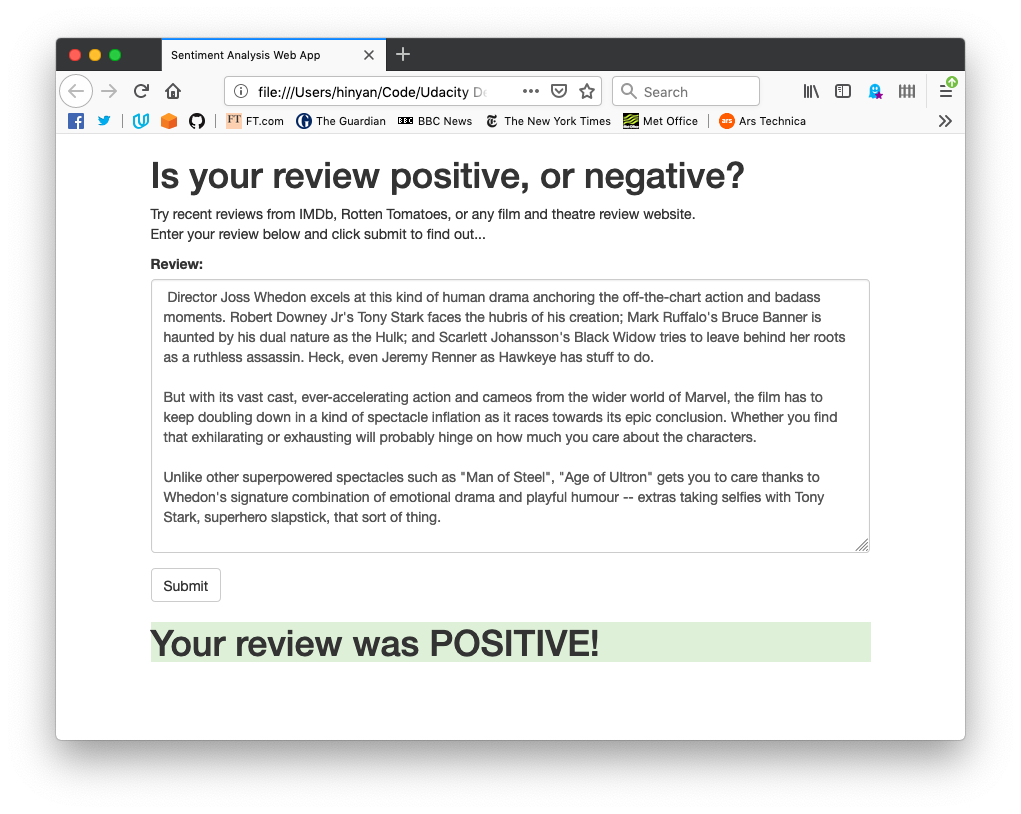 Sentiment Analysis Web App
file:///Users/hinyan/Code/Udacity
Search
FT
FT.com
The Guardian
BBC
BBC News
The New York Times
Met Office
ars
Ars Technica
Is your review positive, or negative?
Try recent reviews from IMDb, Rotten Tomatoes, or any film and theatre review website.
Enter your review below and click submit to find out...
Review:
Director Joss Whedon excels at this kind of human drama anchoring the off-the-chart action and badass
moments. Robert Downey Jr's Tony Stark faces the hubris of his creation; Mark Ruffalo's Bruce Banner is
haunted by his dual nature as the Hulk; and Scarlett Johansson's Black Widow tries to leave behind her roots
as a ruthless assassin. Heck, even Jeremy Renner as Hawkeye has stuff to do.
But with its vast cast, ever-accelerating action and cameos from the wider world of Marvel, the film has to
keep doubling down in a kind of spectacle inflation as it races towards its epic conclusion. Whether you find
that exhilarating or exhausting will probably hinge on how much you care about the characters.
Unlike other superpowered spectacles such as "Man of Steel", "Age of Ultron" gets you to care thanks to
Whedon's signature combination of emotional drama and playful humour -- extras taking selfies with Tony
Stark, superhero slapstick, that sort of thing.
Submit
Your review was POSITIVE!